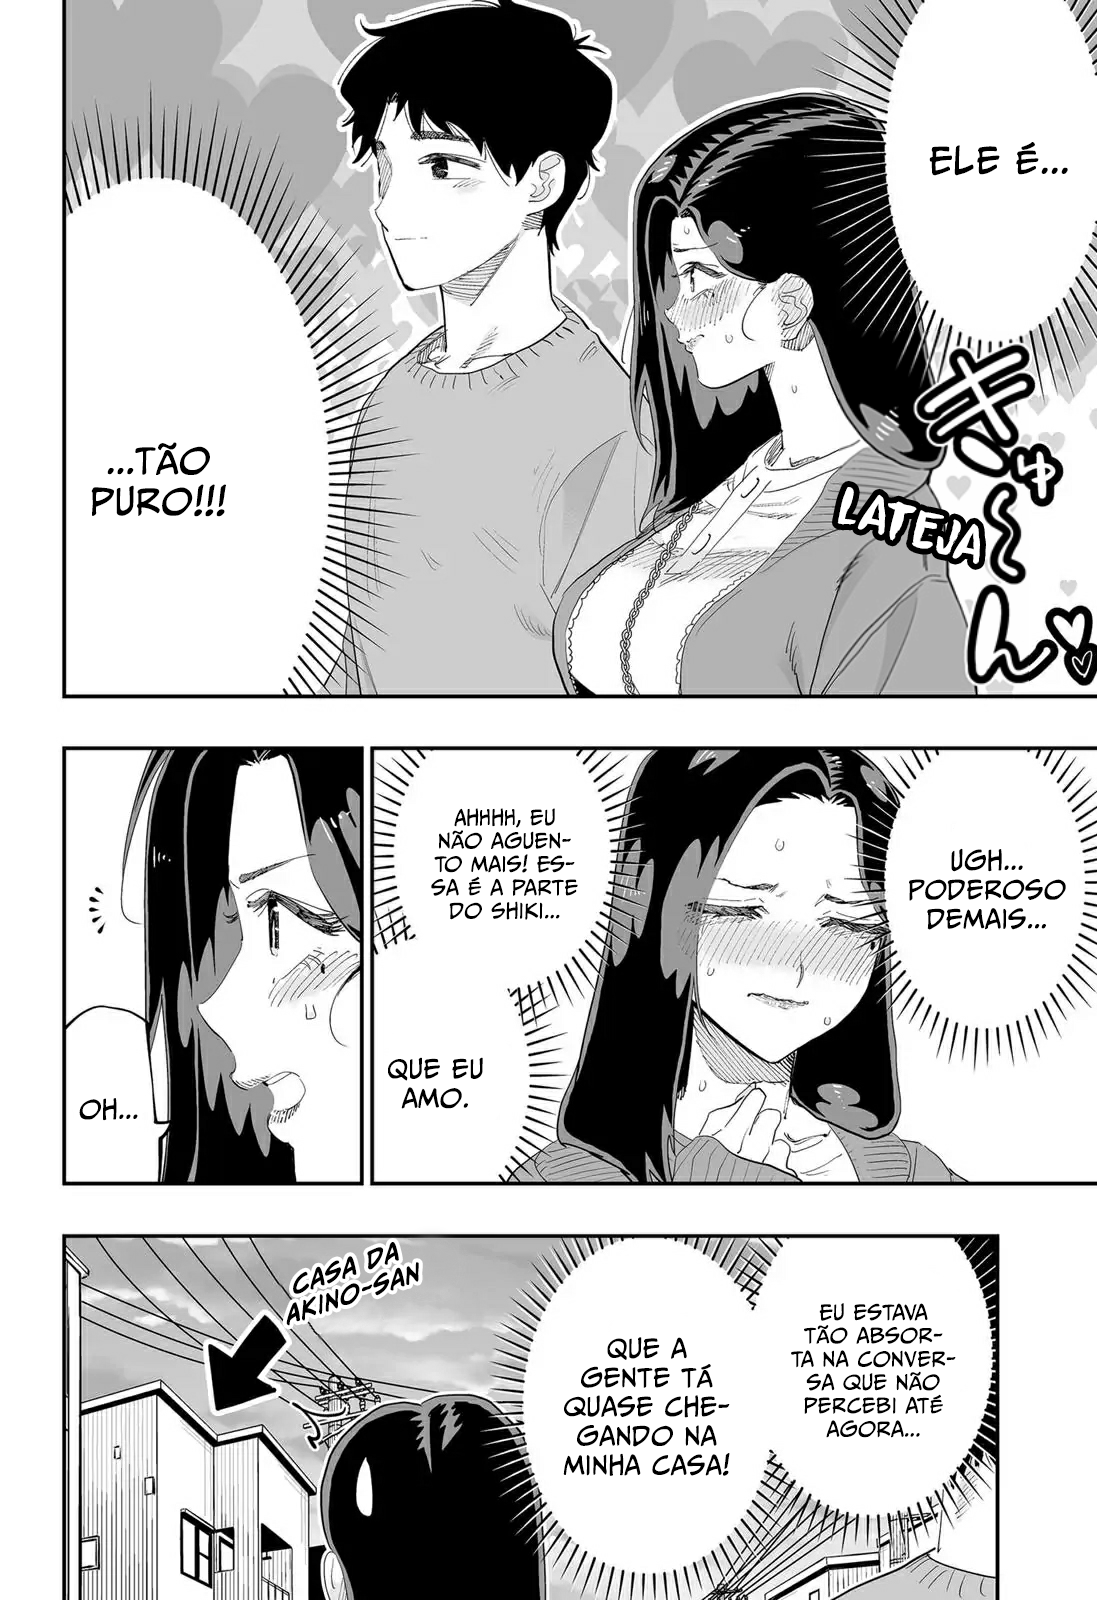 ELE É...
きゅ～ん
LATEJA
...TÃO
PURO!!!
UGH...
PODEROSO
DEMAIS...
AHHHH, EU
NÃO AGUEN-
TO MAIS! ES-
SA É A PARTE
DO SHIKI...
QUE EU
AMO.
OH...
EU ESTAVA
TÃO ABSOR-
TA NA CONVER-
SA QUE NÃO
PERCEBI ATÉ
AGORA...
QUE A
GENTE TÁ
QUASE CHE-
GANDO NA
MINHA CASA!
CASA DA
AKINO-SAN